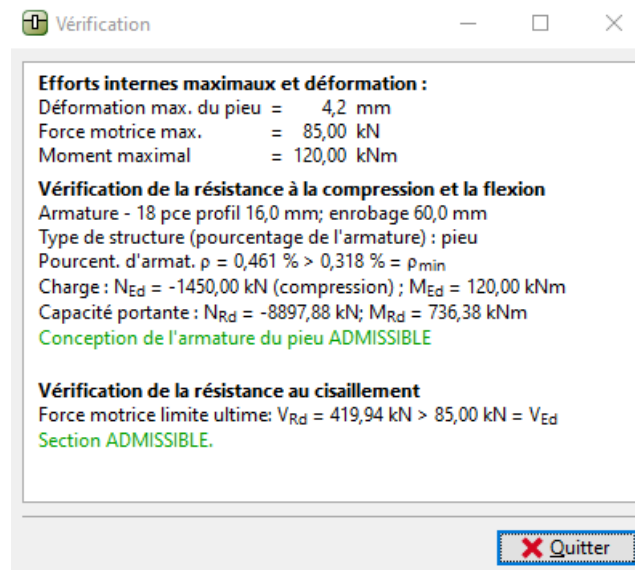 Vérification
Efforts internes maximaux et déformation :
Déformation max. du pieu = 4,2 mm
Force motrice max. = 85,00 kN
Moment maximal = 120,00 kNm
Vérification de la résistance à la compression et la flexion
Armature - 18 pce profil 16,0 mm; enrobage 60,0 mm
Type de structure (pourcentage de l'armature) : pieu
Pourcent. d'armat. ρ = 0,461 % > 0,318 % = ρmin
Charge : NEd = -1450,00 kN (compression) ; MEd = 120,00 kNm
Capacité portante : NRd = -8897,88 kN; MRd = 736,38 kNm
Conception de l'armature du pieu ADMISSIBLE
Vérification de la résistance au cisaillement
Force motrice limite ultime: VRd = 419,94 kN > 85,00 kN = VEd
Section ADMISSIBLE.
Quitter